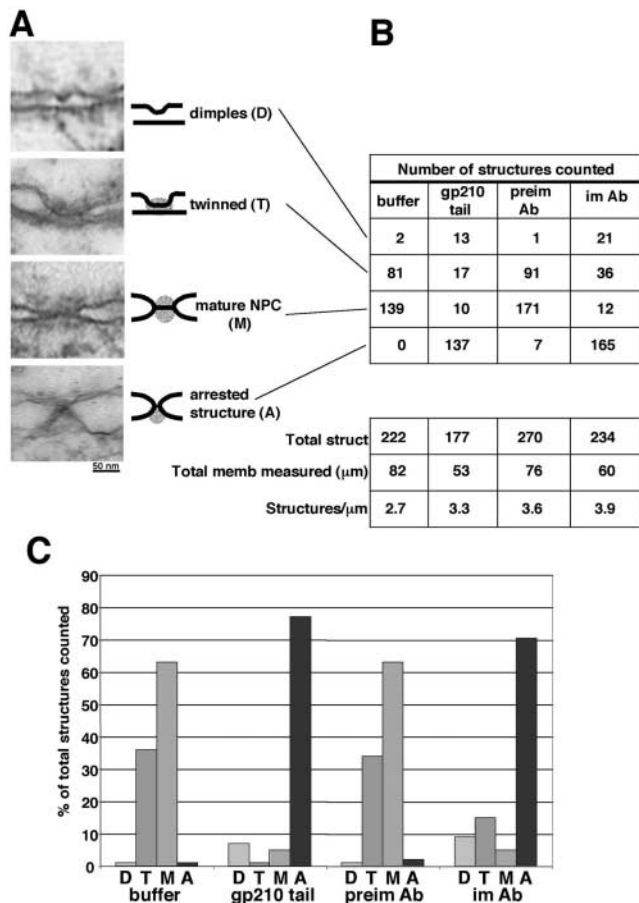 A
B
dimples (D)
twinned (T)
mature NPC
(M)
arrested
structure (A)
50 nm
Number of structures counted
buffer gp210 tail preim Ab im Ab
2 13 1 21
81 17 91 36
139 10 171 12
0 137 7 165
Total struct 222 177 270 234
Total memb measured (μm) 82 53 76 60
Structures/μm 2.7 3.3 3.6 3.9
C
% of total structures counted
90
80
70
60
50
40
30
20
10
0
D T M A D T M A D T M A D T M A
buffer gp210 tail preim Ab im Ab